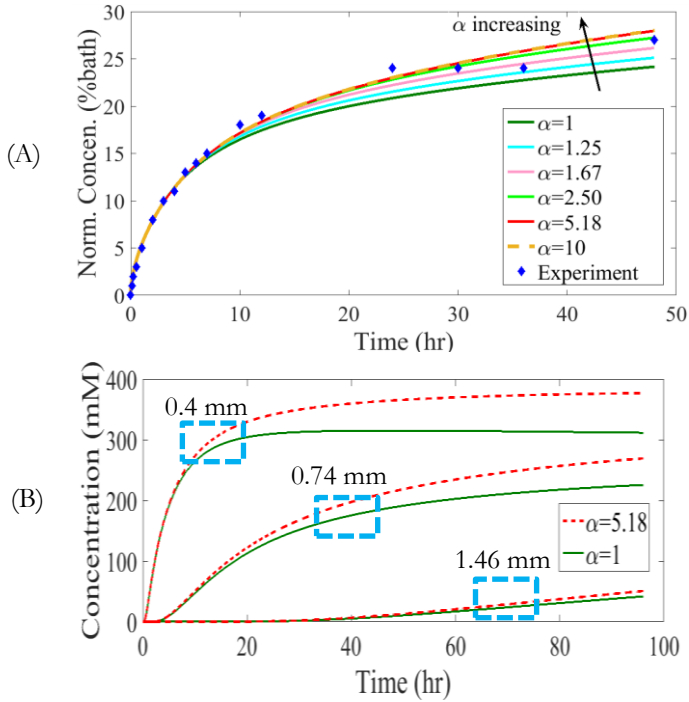 (A)
Norm. Concen. (%bath)
30
25
20
15
10
5
0
α increasing
α=1
α=1.25
α=1.67
α=2.50
α=5.18
α=10
Experiment
0 10 20 30 40 50
Time (hr)
(B)
Concentration (mM)
400
300
200
100
0
0.4 mm
0.74 mm
1.46 mm
α=5.18
α=1
0 20 40 60 80 100
Time (hr)